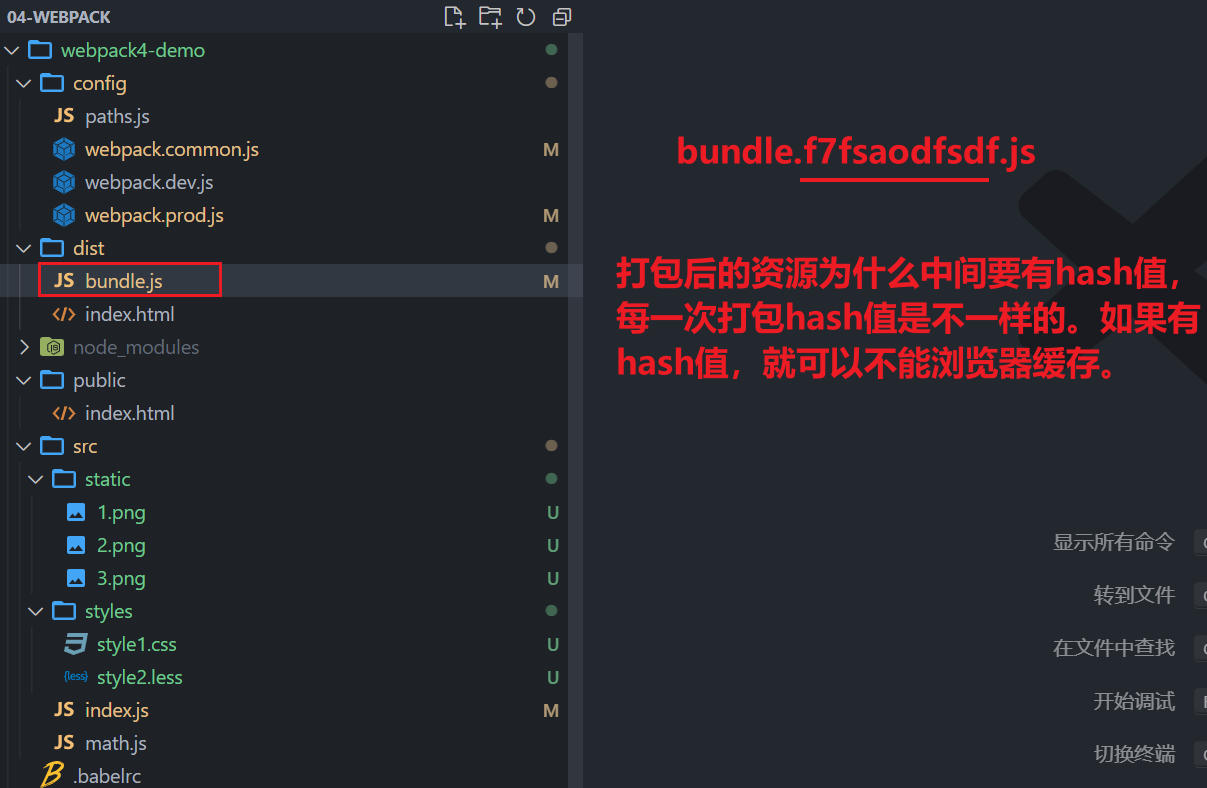 04-WEBPACK
webpack4-demo
config
JS paths.js
webpack.common.js M
webpack.dev.js
webpack.prod.js M
dist
JS bundle.js M
</> index.html
node_modules
public
</> index.html
src
static
1.png U
2.png U
3.png U
styles
style1.css U
{less} style2.less U
JS index.js M
JS math.js
.babelrc
bundle.f7fsaodfsdf.js
打包后的资源为什么中间要有hash值，
每一次打包hash值是不一样的。如果有
hash值，就可以不能浏览器缓存。
显示所有命令
转到文件
在文件中查找
开始调试
切换终端